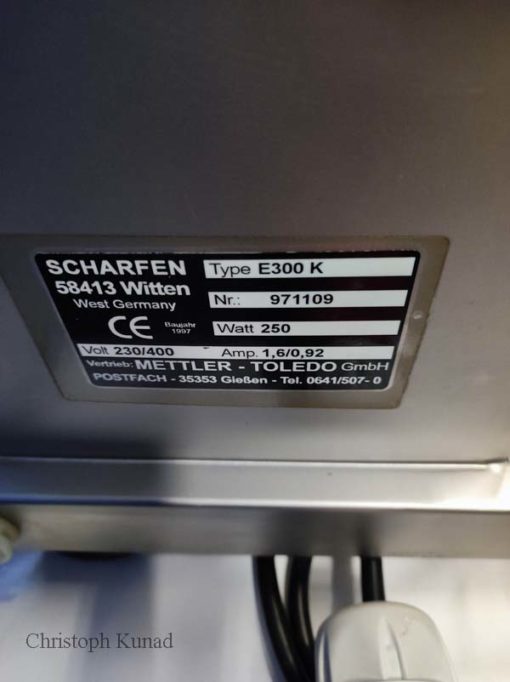 SCHARFEN
58413 Witten
West Germany
CE Baujahr 1997
Type E300 K
Nr.: 971109
Watt 250
Volt 230/400 Amp. 1,6/0,92
Vertrieb: METTLER - TOLEDO GmbH
POSTFACH - 35353 Gießen - Tel. 0641/507- 0
Christoph Kunad